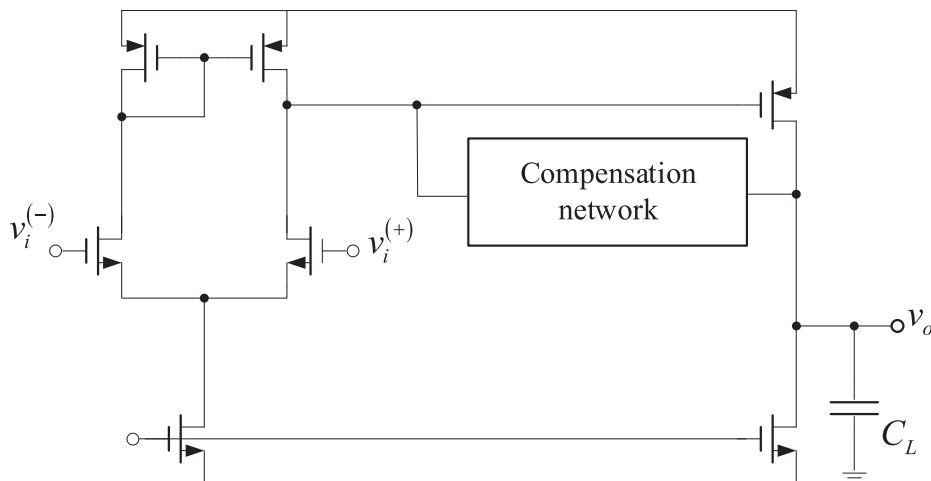 Compensation
network
v_i^{(-)}
v_i^{(+)}
v_o
C_L